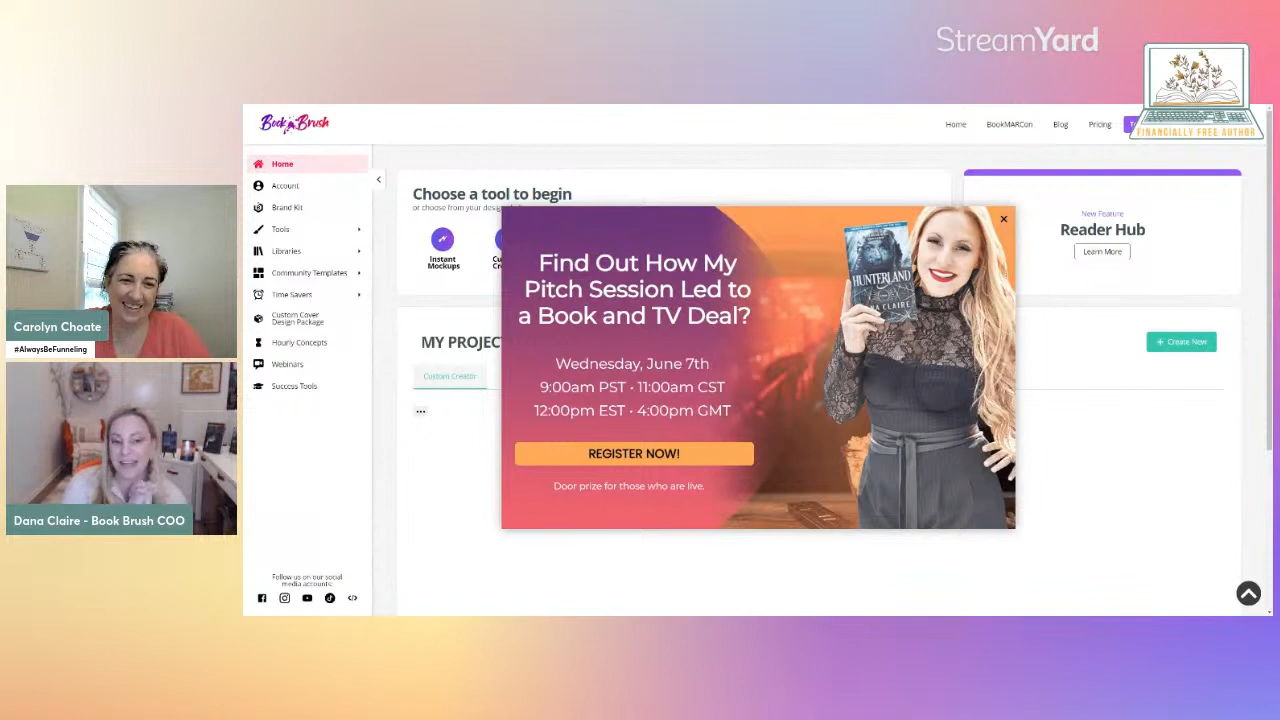 StreamYard
FINANCIALLY FREE AUTHOR
Book Brush
Home
BookMARCon
Blog
Pricing
Home
Account
Brand Kit
Tools
Libraries
Community Templates
Time Savers
Custom Cover
Design Package
Hourly Concepts
Webinars
Success Tools
Follow us on our social
media accounts:
Choose a tool to begin
or choose from your
Instant
Mockups
New Feature
Reader Hub
Learn More
MY PROJEC
Create New
Custom Creator
Find Out How My
Pitch Session Led to
a Book and TV Deal?
Wednesday, June 7th
9:00am PST • 11:00am CST
12:00pm EST • 4:00pm GMT
REGISTER NOW!
Door prize for those who are live.
HUNTERLAND
CLAIRE
Carolyn Choate
#AlwaysBeFunneling
Dana Claire - Book Brush COO